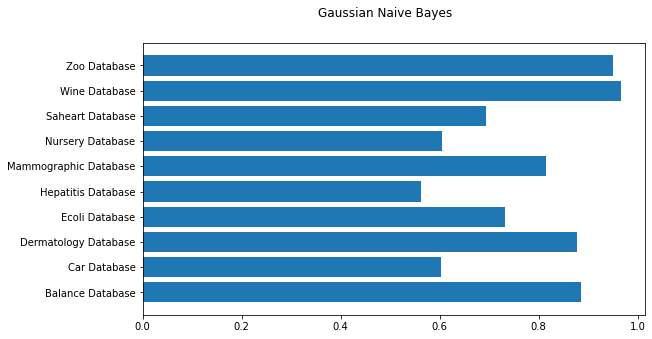 Gaussian Naive Bayes
Zoo Database
Wine Database
Saheart Database
Nursery Database
Mammographic Database
Hepatitis Database
Ecoli Database
Dermatology Database
Car Database
Balance Database
0.0 0.2 0.4 0.6 0.8 1.0